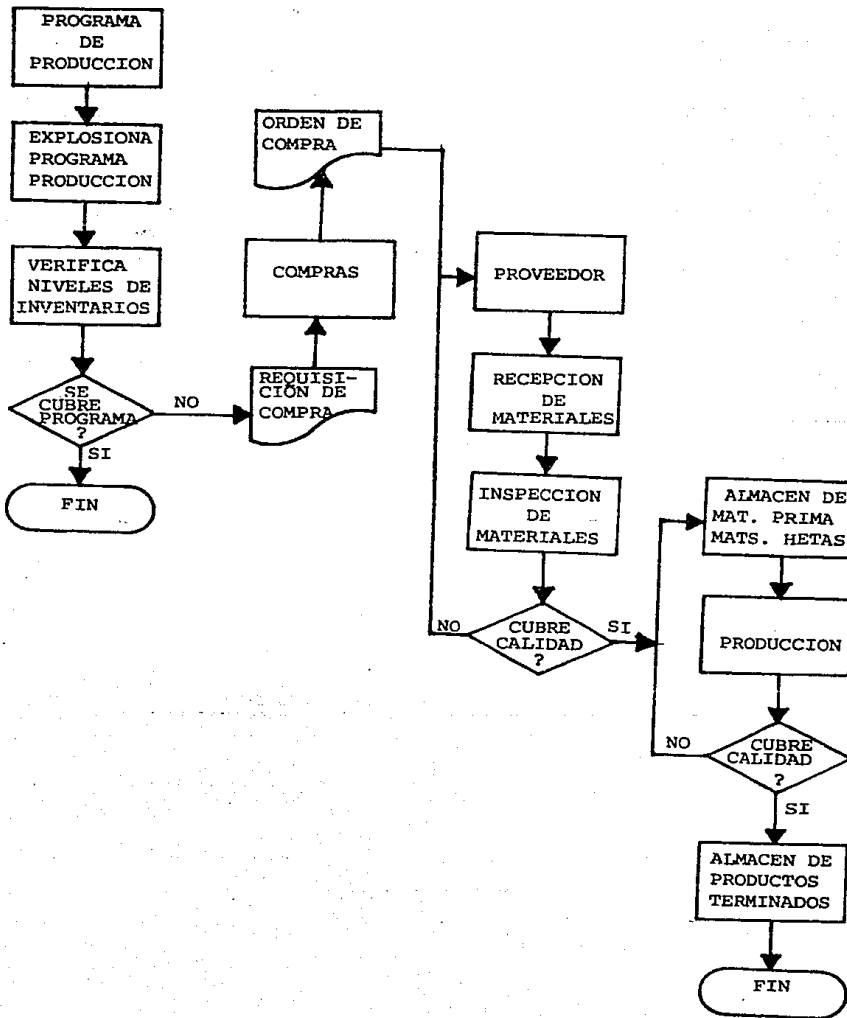 PROGRAMA
DE
PRODUCCION
EXPLOSIONA
PROGRAMA
PRODUCCION
VERIFICA
NIVELES DE
INVENTARIOS
SE
CUBRE
PROGRAMA
?
NO
SI
FIN
REQUISI-
CIÓN DE
COMPRA
COMPRAS
ORDEN DE
COMPRA
PROVEEDOR
RECEPCION
DE
MATERIALES
INSPECCION
DE
MATERIALES
CUBRE
CALIDAD
?
NO
SI
ALMACEN DE
MAT. PRIMA
MATS. HETAS
PRODUCCION
CUBRE
CALIDAD
?
NO
SI
ALMACEN DE
PRODUCTOS
TERMINADOS
FIN